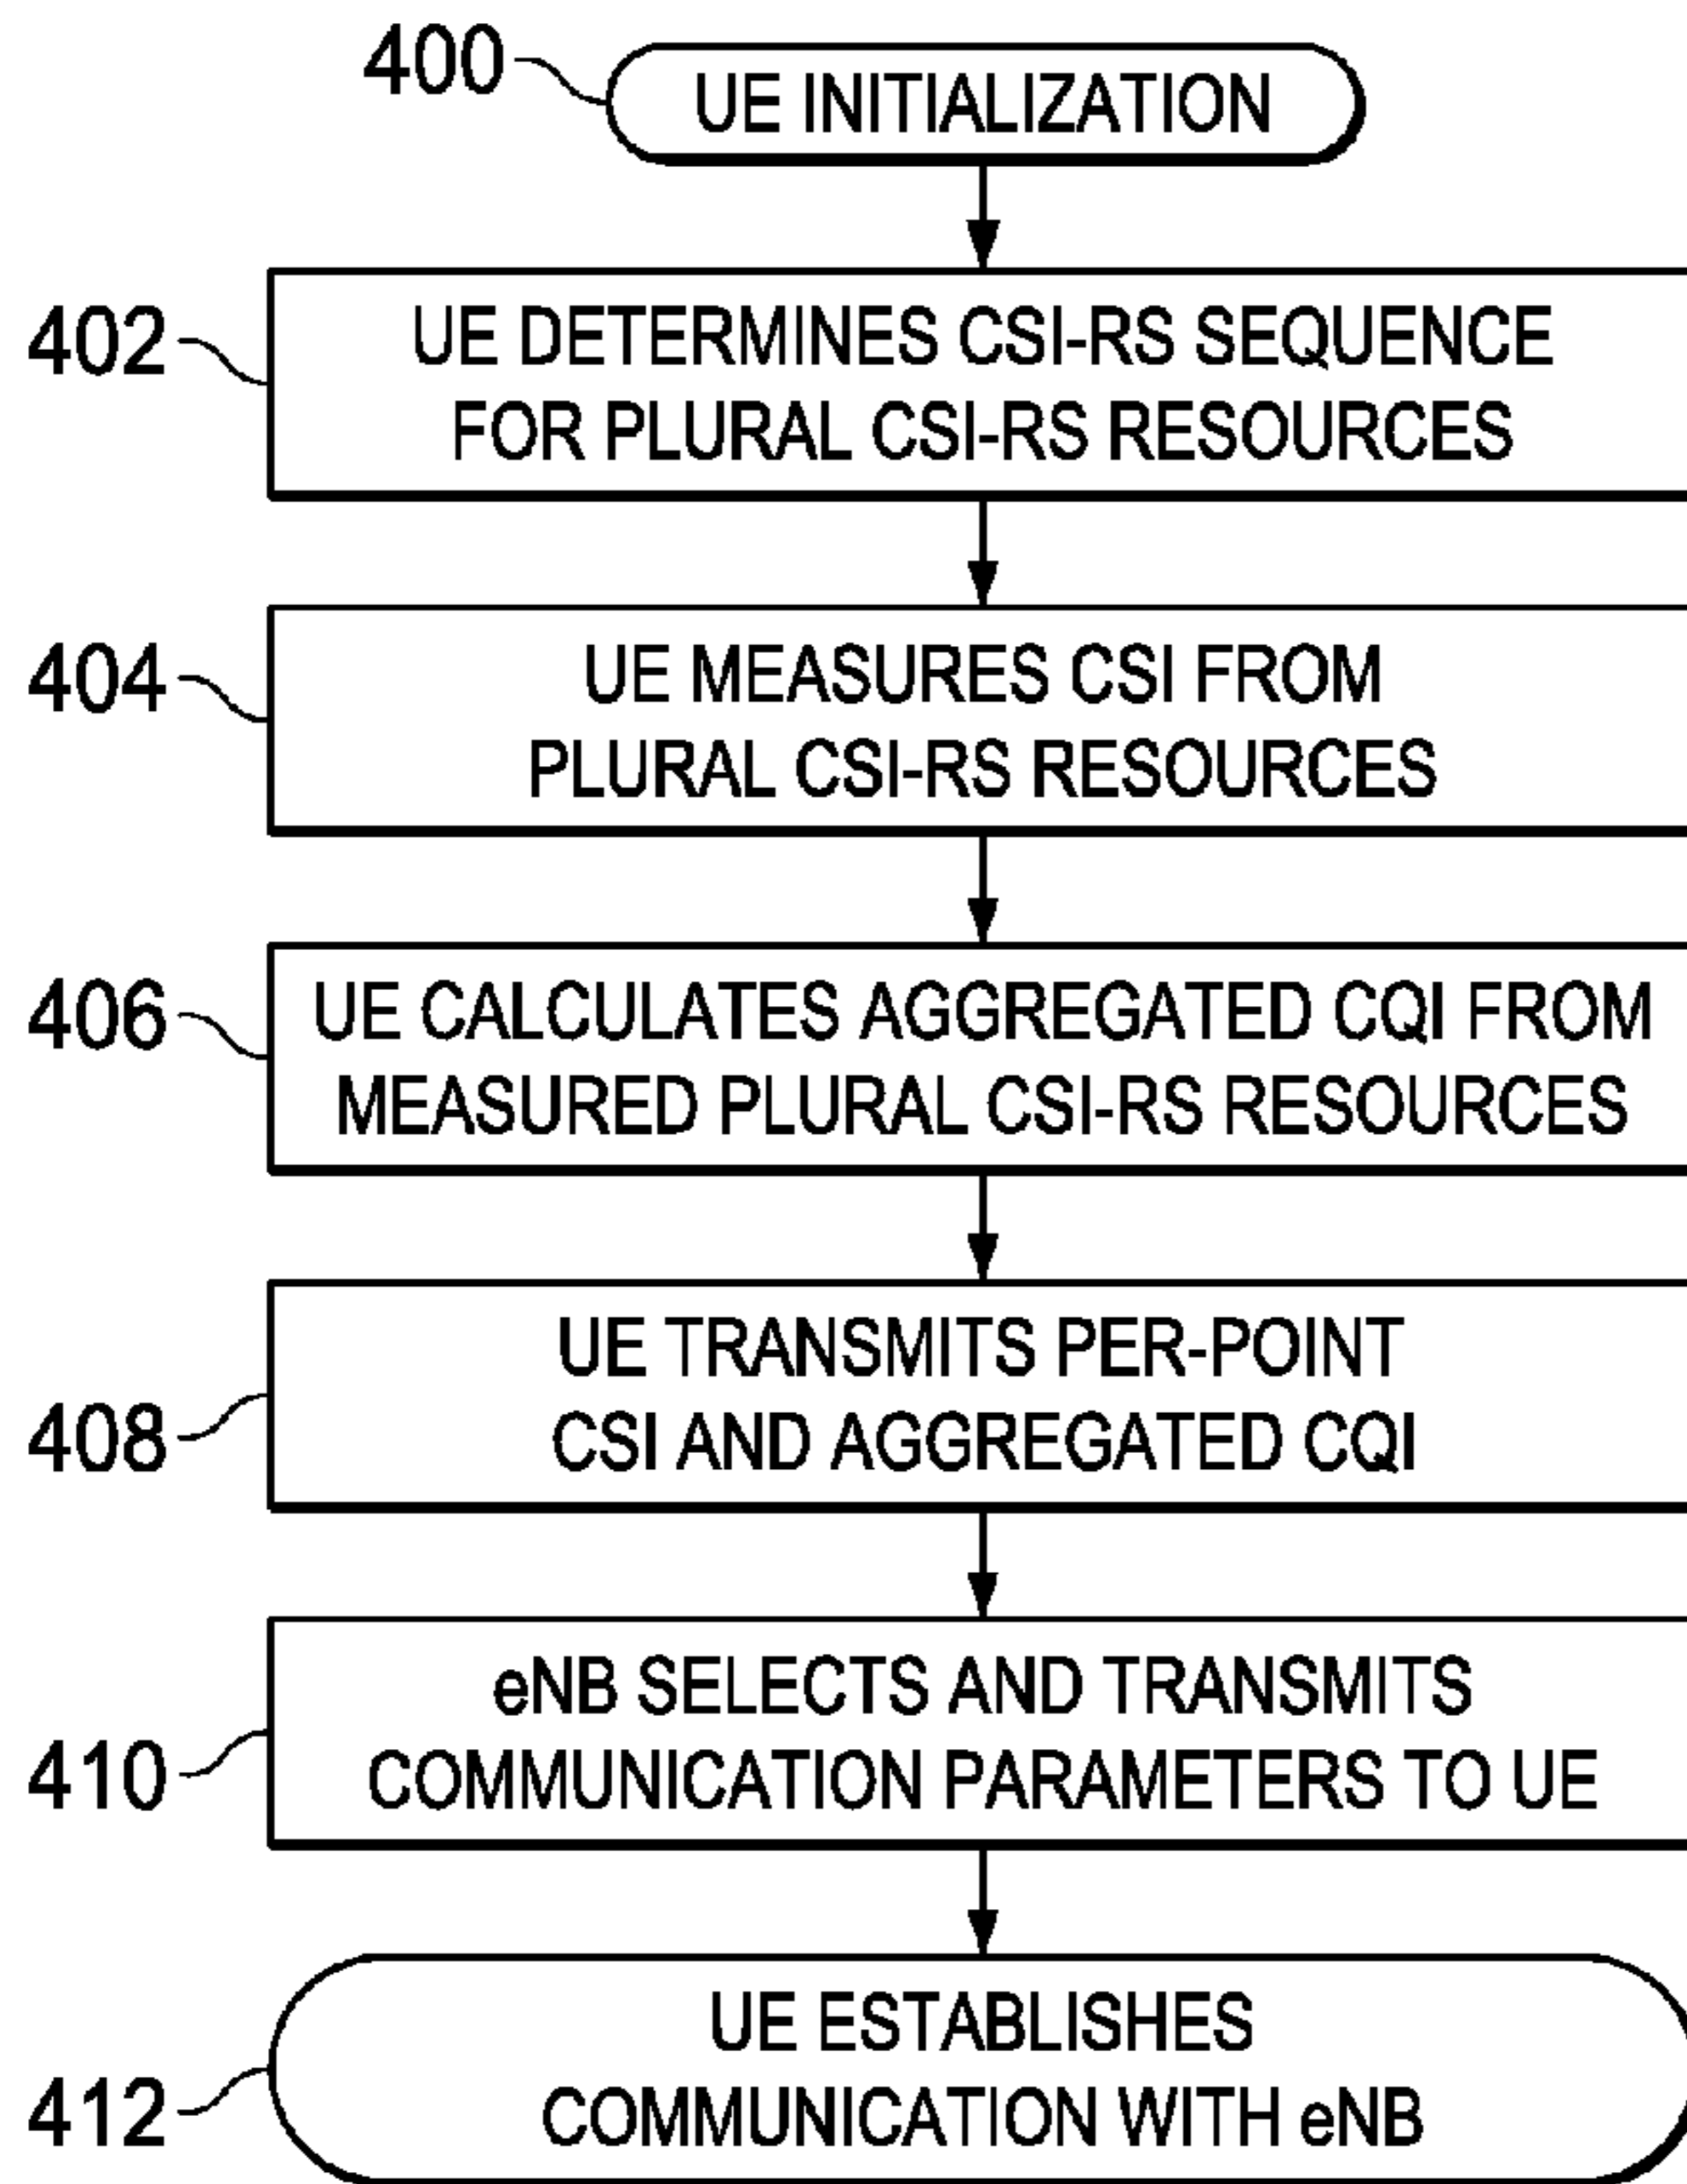 400
UE INITIALIZATION
402
UE DETERMINES CSI-RS SEQUENCE
FOR PLURAL CSI-RS RESOURCES
404
UE MEASURES CSI FROM
PLURAL CSI-RS RESOURCES
406
UE CALCULATES AGGREGATED CQI FROM
MEASURED PLURAL CSI-RS RESOURCES
408
UE TRANSMITS PER-POINT
CSI AND AGGREGATED CQI
410
eNB SELECTS AND TRANSMITS
COMMUNICATION PARAMETERS TO UE
412
UE ESTABLISHES
COMMUNICATION WITH eNB